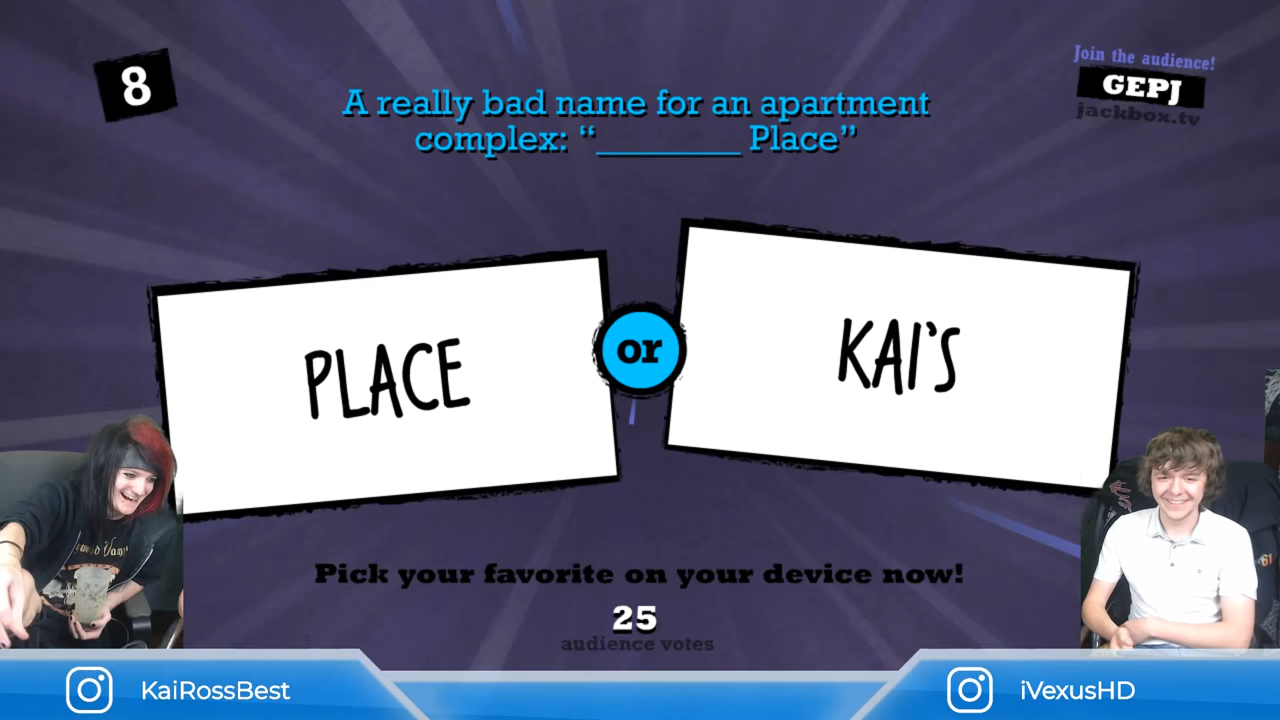 8
Join the audience!
GEPJ
jackbox.tv
A really bad name for an apartment
complex: “________ Place”
PLACE
or
KAI'S
Pick your favorite on your device now!
25
audience votes
KaiRossBest
iVexusHD